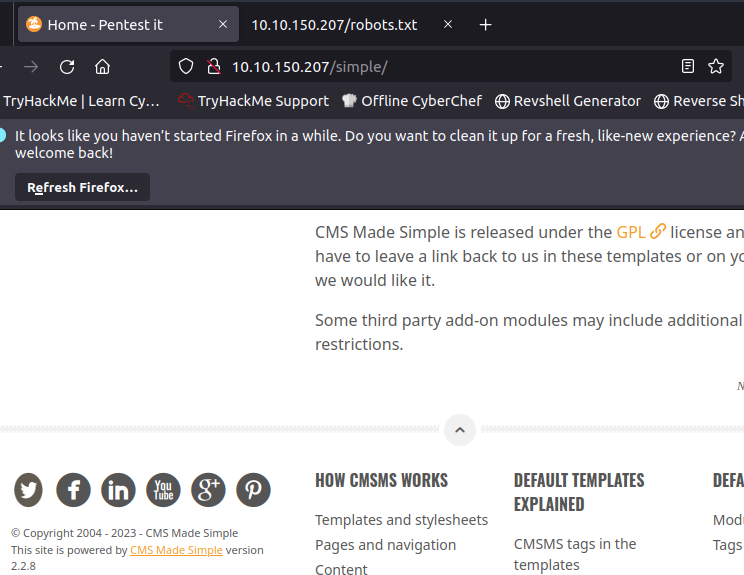 Home - Pentest it
10.10.150.207/robots.txt
10.10.150.207/simple/
TryHackMe | Learn Cy… TryHackMe Support Offline CyberChef Revshell Generator Reverse Sh
It looks like you haven't started Firefox in a while. Do you want to clean it up for a fresh, like-new experience? A
welcome back!
Refresh Firefox…
CMS Made Simple is released under the GPL license an
have to leave a link back to us in these templates or on yo
we would like it.
Some third party add-on modules may include additional
restrictions.
N
HOW CMSMS WORKS
Templates and stylesheets
Pages and navigation
Content
DEFAULT TEMPLATES
EXPLAINED
CMSMS tags in the
templates
DEFA
Modu
Tags
You
Tube
© Copyright 2004 - 2023 - CMS Made Simple
This site is powered by CMS Made Simple version
2.2.8